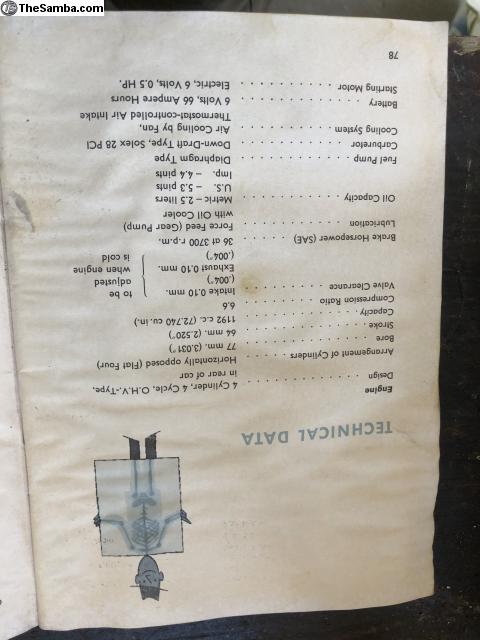 TheSamba.com
TECHNICAL DATA
Engine
Design . . . . . . . . . . . . 4 Cylinder, 4 Cycle, O.H.V.-Type,
in rear of car
Arrangement of Cylinders . . . . . Horizontally opposed (Flat Four)
Bore . . . . . . . . . . . . . 77 mm. (3.031")
Stroke . . . . . . . . . . . . 64 mm. (2.520")
Capacity . . . . . . . . . . . 1192 c.c. (72.740 cu. in.)
Compression Ratio . . . . . . . . 6.6
Valve Clearance . . . . . . . . . Intake 0.10 mm. } to be
(.004") adjusted
Exhaust 0.10 mm. when engine
(.004") is cold
Brake Horsepower (SAE) . . . . . . 36 at 3700 r.p.m.
Lubrication . . . . . . . . . . Force Feed (Gear Pump)
with Oil Cooler
Oil Capacity . . . . . . . . . . Metric – 2.5 liters
U.S. – 5.3 pints
Imp. – 4.4 pints
Fuel Pump . . . . . . . . . . . Diaphragm Type
Carburetor . . . . . . . . . . . Down-Draft Type, Solex 28 PCI
Cooling System . . . . . . . . . Air Cooling by Fan,
Thermostat-controlled Air Intake
Battery . . . . . . . . . . . . 6 Volts, 66 Ampere Hours
Starting Motor . . . . . . . . . Electric, 6 Volts, 0.5 HP.
78